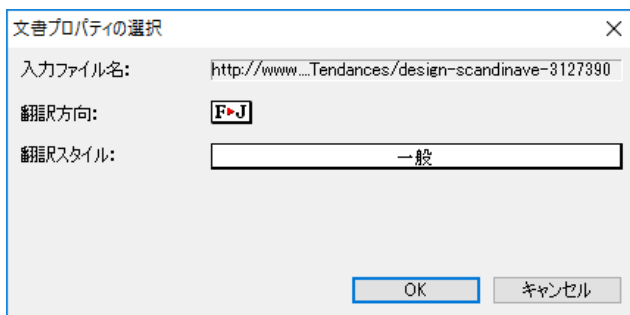 文書プロパティの選択
入力ファイル名: http://www....Tendances/design-scandinave-3127390
翻訳方向: F▶J
翻訳スタイル: 一般
OK キャンセル